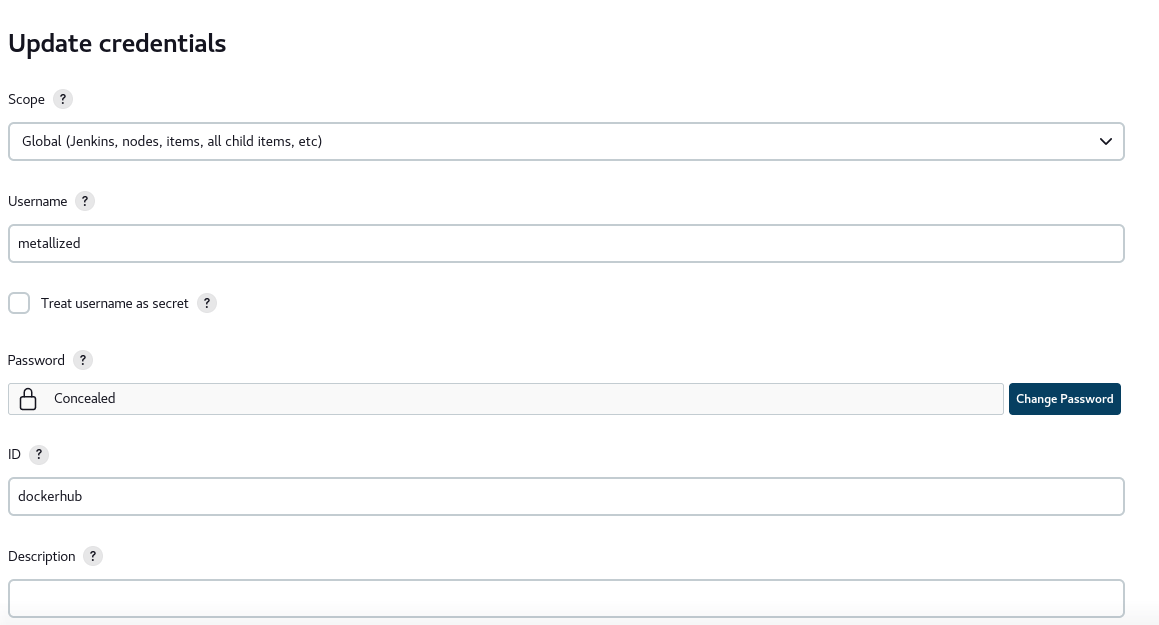 Update credentials
Scope ?
Global (Jenkins, nodes, items, all child items, etc)
Username ?
metallized
Treat username as secret ?
Password ?
Concealed
Change Password
ID ?
dockerhub
Description ?